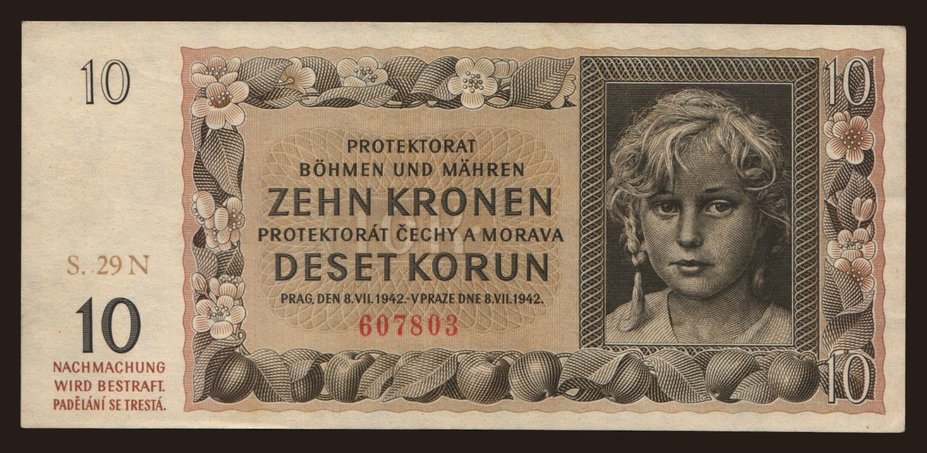 10
10
PROTEKTORAT
BÖHMEN UND MÄHREN
ZEHN KRONEN
PROTEKTORÁT ČECHY A MORAVA
DESET KORUN
PRAG, DEN 8.VII.1942.-V PRAZE DNE 8.VII.1942.
607803
S. 29 N
10
NACHMACHUNG
WIRD BESTRAFT.
PADĚLÁNÍ SE TRESTÁ.
10